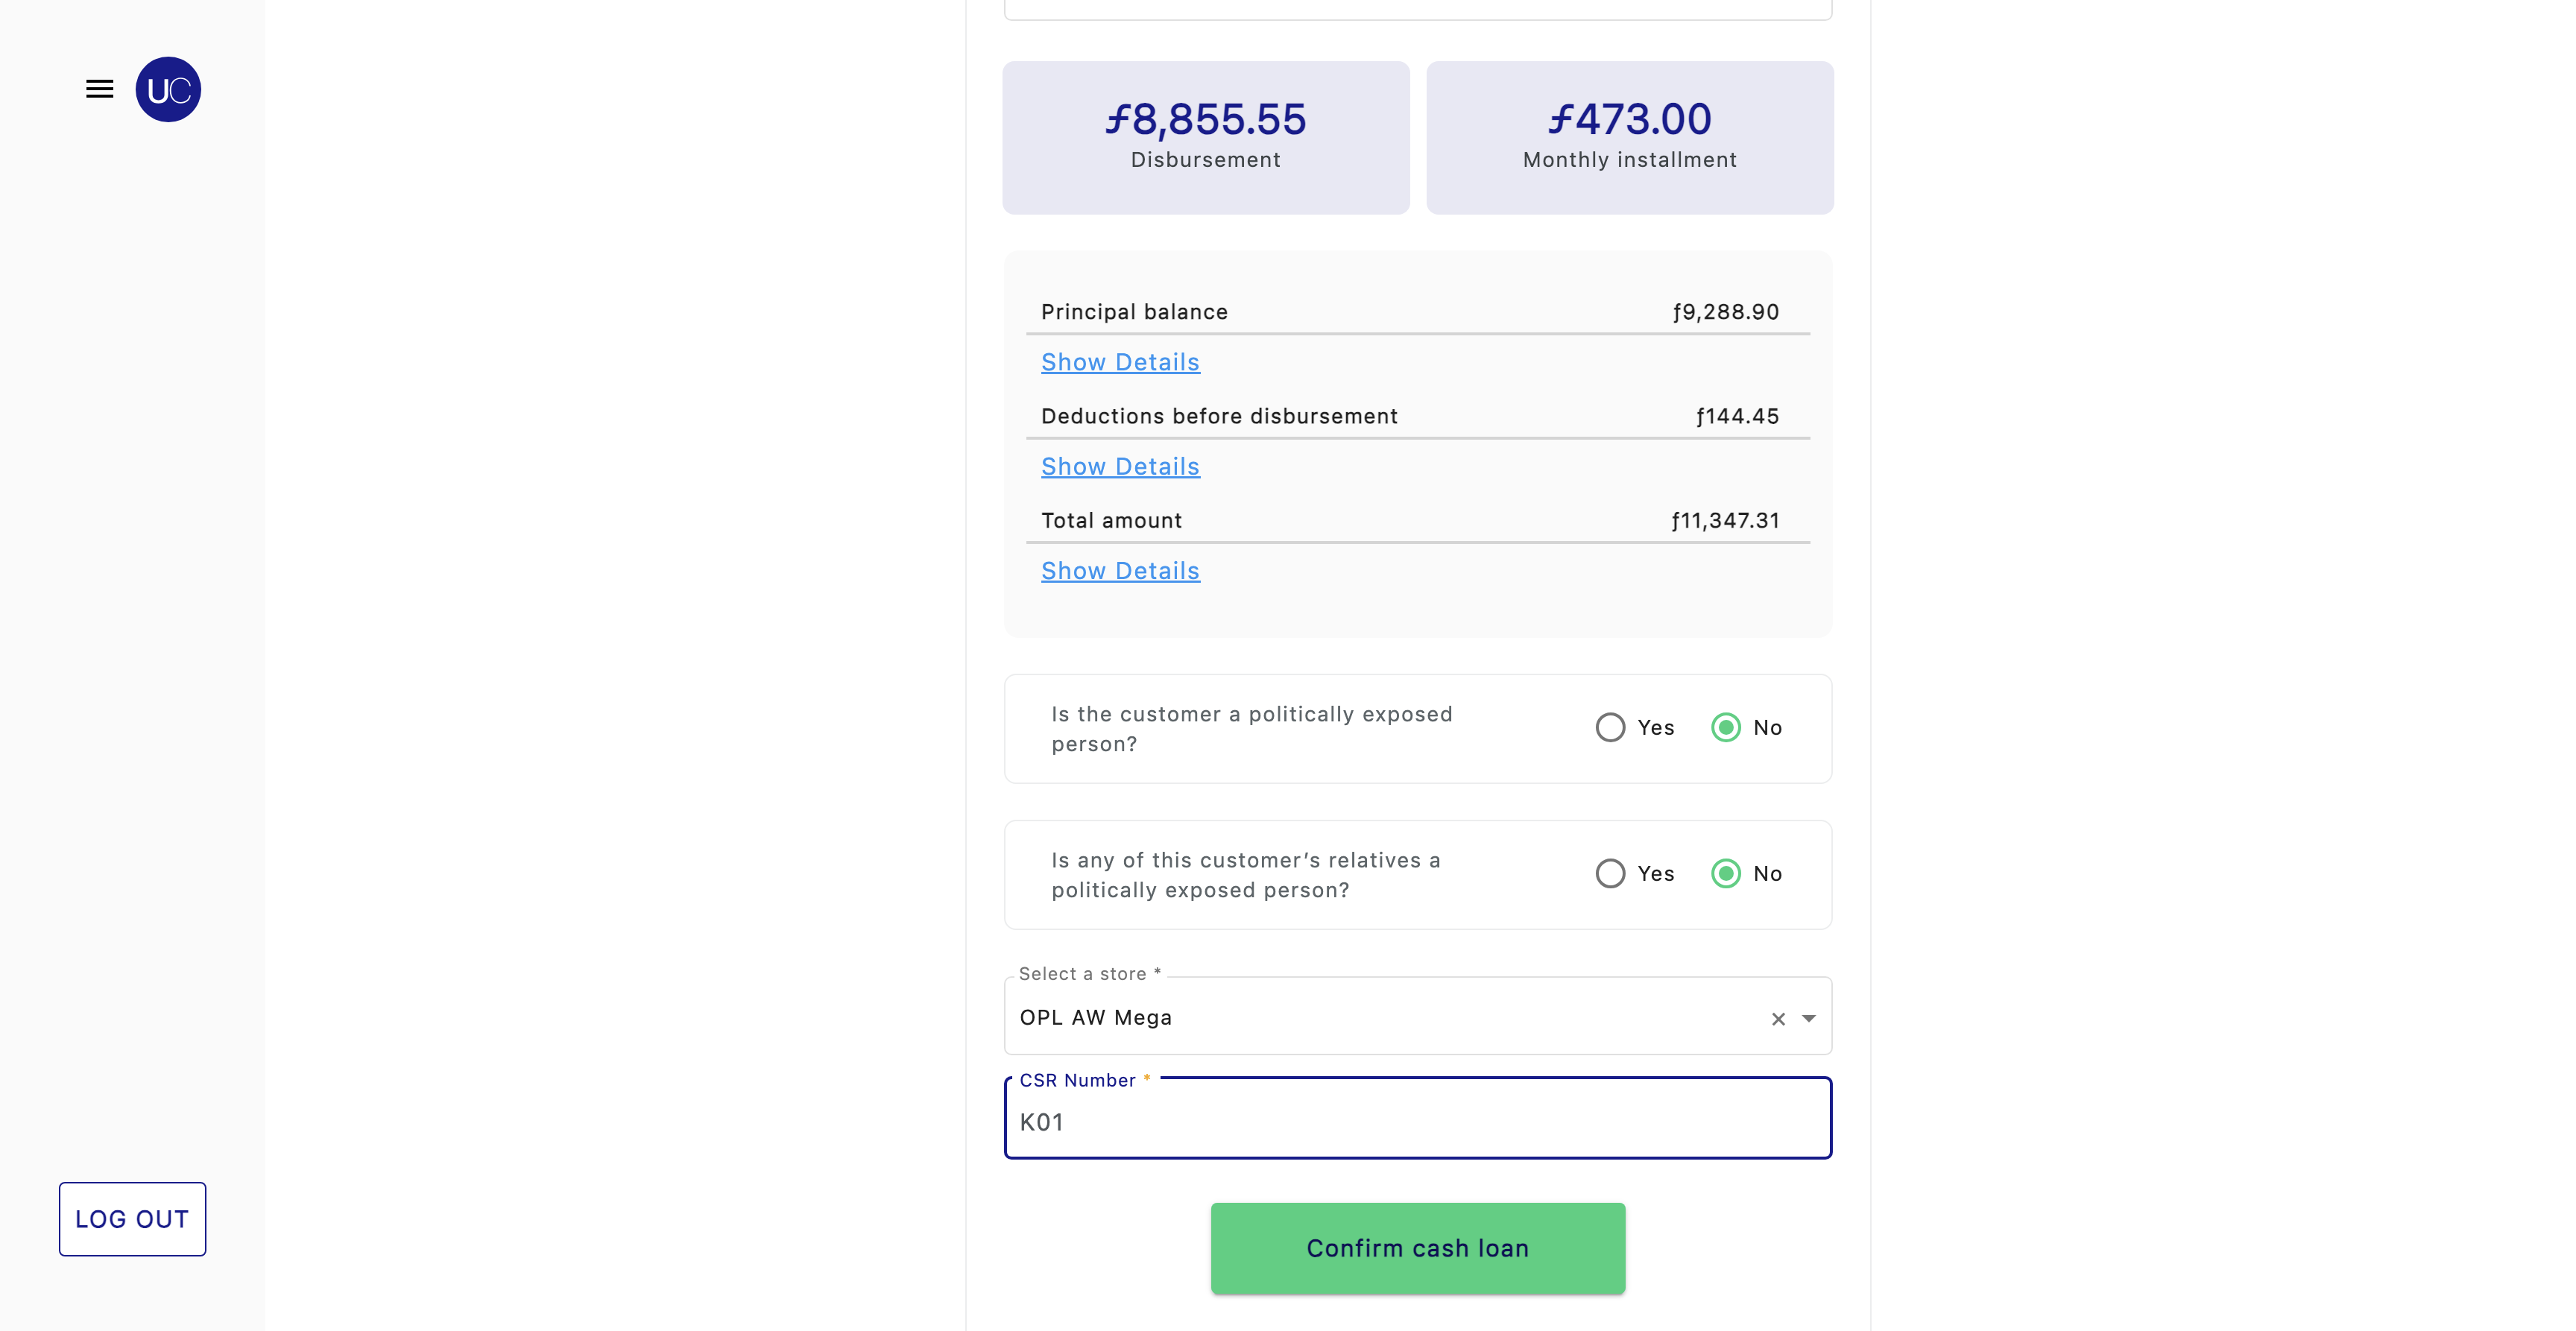 UC
ƒ8,855.55
Disbursement
ƒ473.00
Monthly installment
Principal balance ƒ9,288.90
Show Details
Deductions before disbursement ƒ144.45
Show Details
Total amount ƒ11,347.31
Show Details
Is the customer a politically exposed
person?
Yes No
Is any of this customer’s relatives a
politically exposed person?
Yes No
Select a store *
OPL AW Mega
CSR Number *
K01
LOG OUT
Confirm cash loan